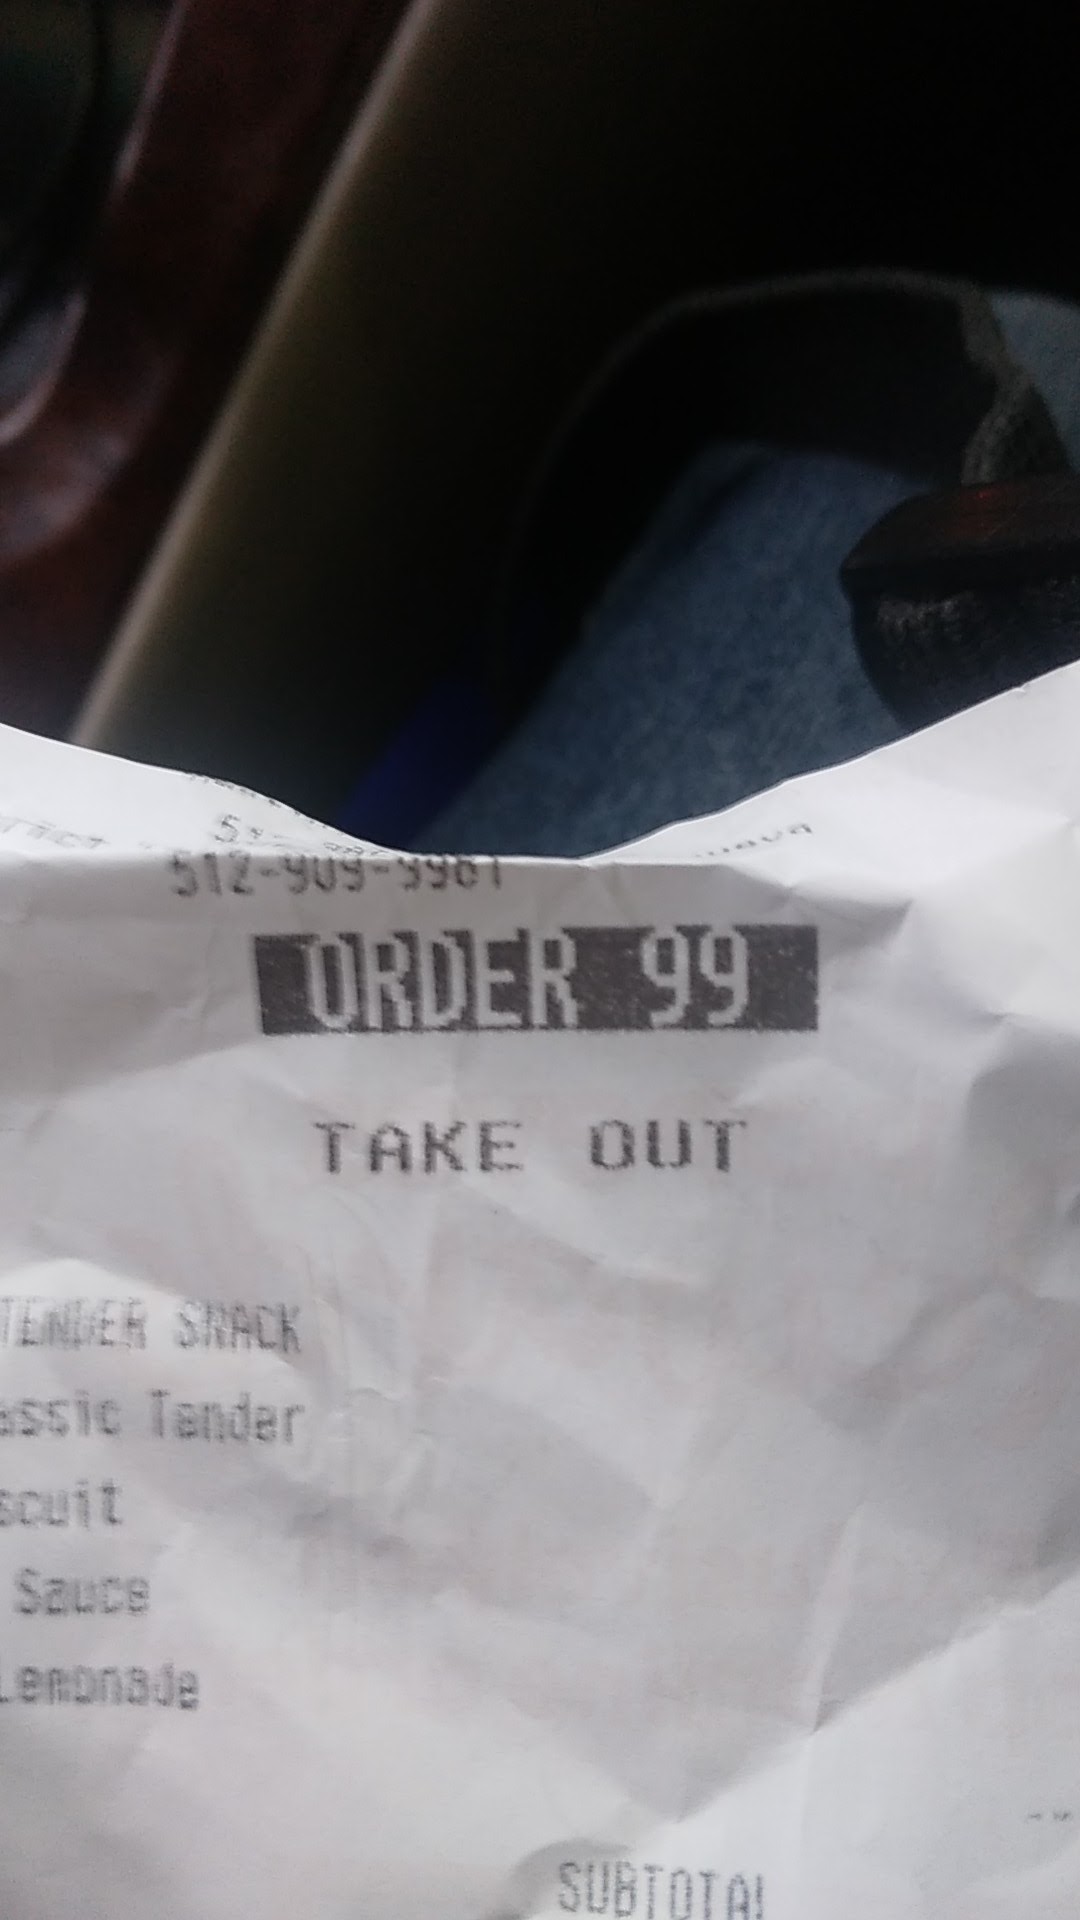 512-909-9961
ORDER 99
TAKE OUT
TENDER SNACK
assic Tender
scuit
Sauce
Lemonade
SUBTOTAL